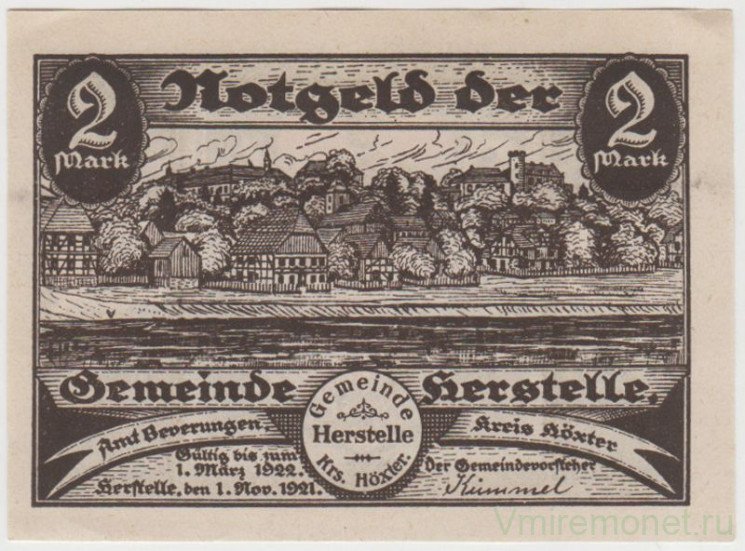 2 Mark
Notgeld der
2 Mark
Gemeinde Herstelle.
Amt Beverungen.
Kreis Höxter
Gültig bis zum
1. März 1922.
Herstelle, den 1. Nov. 1921.
Gemeinde
Herstelle
Krs. Höxter.
Der Gemeindevorsteher
Kümmel
Vmiremonet.ru